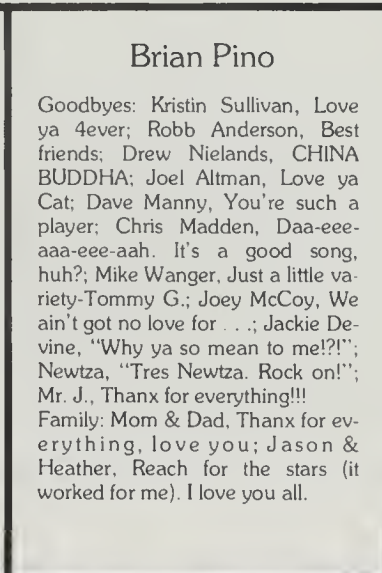 Brian Pino
Goodbyes: Kristin Sullivan, Love
ya 4ever; Robb Anderson, Best
friends; Drew Nielands, CHINA
BUDDHA; Joel Altman, Love ya
Cat; Dave Manny, You're such a
player; Chris Madden, Daa-eee-
aaa-eee-aah. It's a good song,
huh?; Mike Wanger, Just a little va-
riety-Tommy G.; Joey McCoy, We
ain't got no love for . . .; Jackie De-
vine, "Why ya so mean to me!?!";
Newtza, "Tres Newtza. Rock on!";
Mr. J., Thanx for everything!!!
Family: Mom & Dad, Thanx for ev-
erything, love you; Jason &
Heather, Reach for the stars (it
worked for me). I love you all.